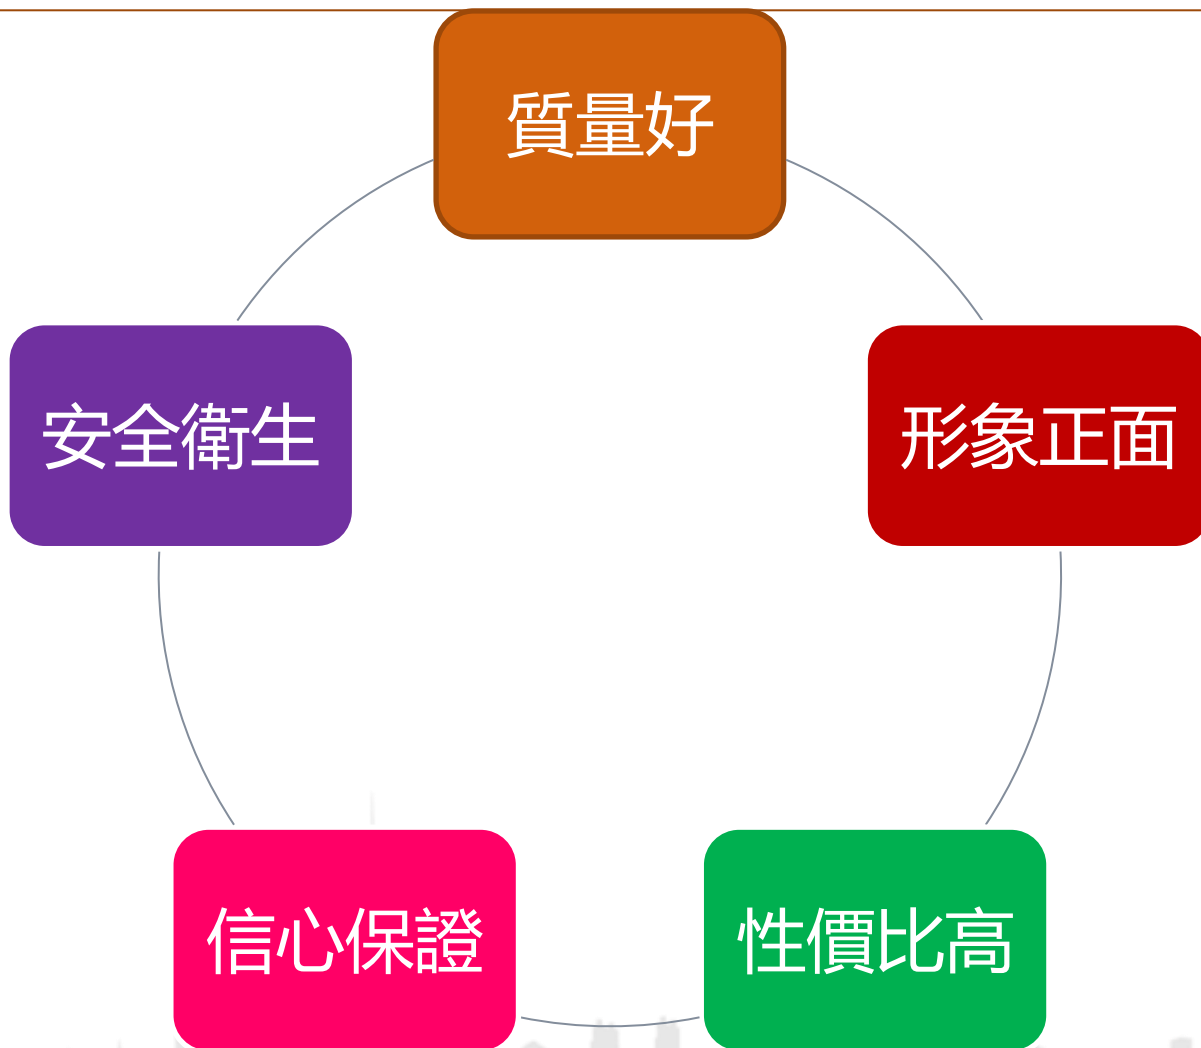 質量好
安全衛生
形象正面
信心保證
性價比高